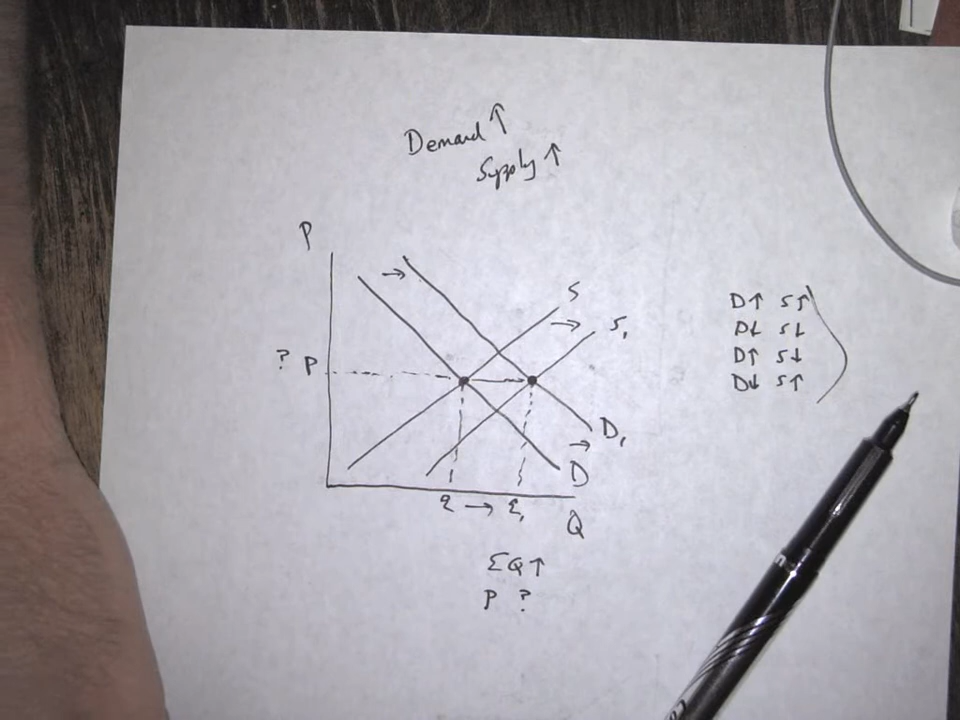 Demand ↑
Supply ↑
P
S
→
→
S₁
? P
D₁
→
D
q → q₁
Q
EQ ↑
P ?
D↑ S↑
D↓ S↓
D↑ S↓
D↓ S↑